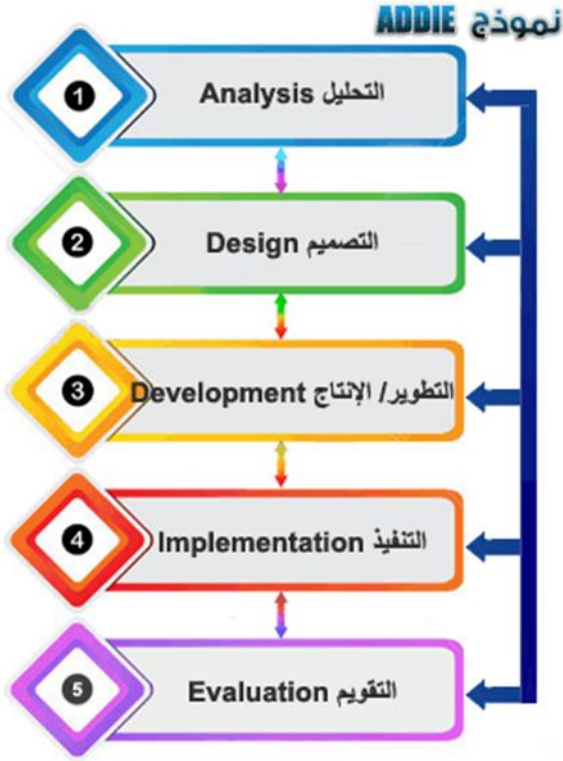 نموذج ADDIE
1
التحليل Analysis
2
التصميم Design
3
التطوير/ الإنتاج Development
4
التنفيذ Implementation
5
التقويم Evaluation